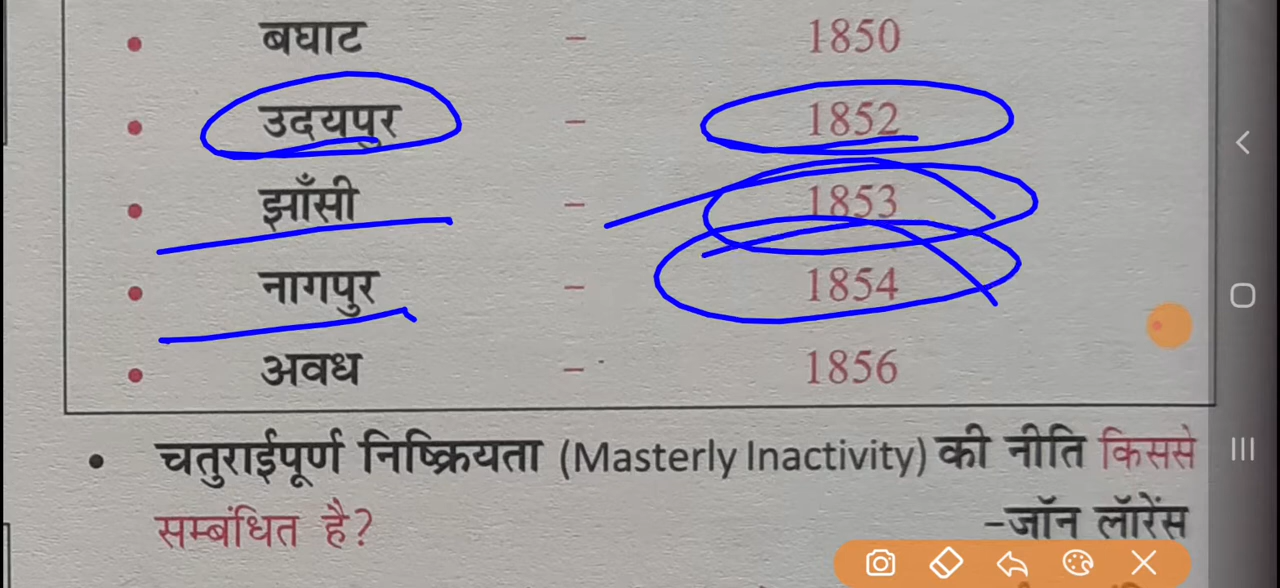 • बघाट – 1850
• उदयपुर – 1852
• झाँसी – 1853
• नागपुर – 1854
• अवध – 1856
• चतुराईपूर्ण निष्क्रियता (Masterly Inactivity) की नीति किससे
सम्बंधित है?
–जॉन लॉरेंस